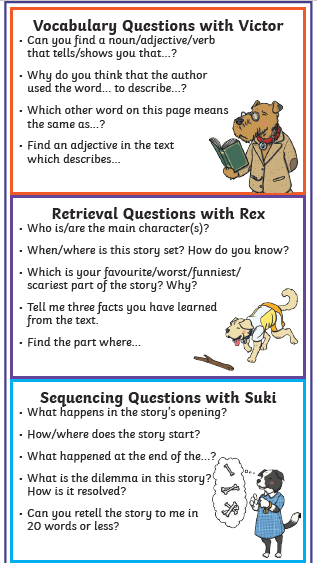 Vocabulary Questions with Victor
• Can you find a noun/adjective/verb
that tells/shows you that...?
• Why do you think that the author
used the word... to describe...?
• Which other word on this page means
the same as...?
• Find an adjective in the text
which describes...
Retrieval Questions with Rex
• Who is/are the main character(s)?
• When/where is this story set? How do you know?
• Which is your favourite/worst/funniest/
scariest part of the story? Why?
• Tell me three facts you have learned
from the text.
• Find the part where...
Sequencing Questions with Suki
• What happens in the story's opening?
• How/where does the story start?
• What happened at the end of the...?
• What is the dilemma in this story?
How is it resolved?
• Can you retell the story to me in
20 words or less?